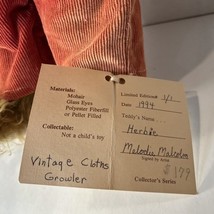 Materials:
Mohair
Glass Eyes
Polyester Fiberfill
or Pellet Filled
Collectable:
Not a child's toy
Vintage Cloths
Growler
Limited Edition# 1/1
Date 1994
Teddy's Name:
Herbie
Melodie Malcolm
Signed by Artist
$179
Collector's Series